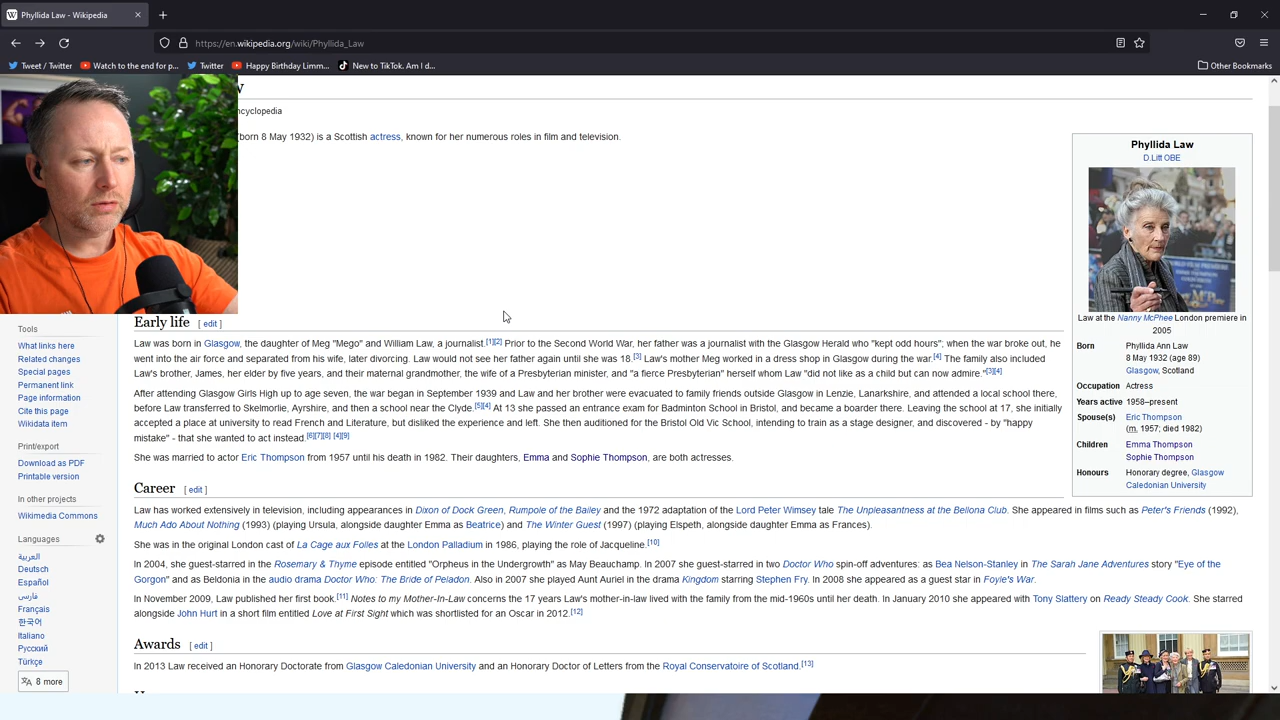 Phyllida Law - Wikipedia
https://en.wikipedia.org/wiki/Phyllida_Law
Tweet / Twitter
Watch to the end for p...
Twitter
Happy Birthday Limm...
New to TikTok. Am I d...
Other Bookmarks
ncyclopedia
born 8 May 1932) is a Scottish actress, known for her numerous roles in film and television.
Phyllida Law
D.Litt OBE
Law at the Nanny McPhee London premiere in
2005
Born Phyllida Ann Law
8 May 1932 (age 89)
Glasgow, Scotland
Occupation Actress
Years active 1958–present
Spouse(s) Eric Thompson
(m. 1957; died 1982)
Children Emma Thompson
Sophie Thompson
Honours Honorary degree, Glasgow
Caledonian University
Early life [ edit ]
Law was born in Glasgow, the daughter of Meg "Mego" and William Law, a journalist.[1][2] Prior to the Second World War, her father was a journalist with the Glasgow Herald who "kept odd hours"; when the war broke out, he
went into the air force and separated from his wife, later divorcing. Law would not see her father again until she was 18.[3] Law's mother Meg worked in a dress shop in Glasgow during the war.[4] The family also included
Law's brother, James, her elder by five years, and their maternal grandmother, the wife of a Presbyterian minister, and "a fierce Presbyterian" herself whom Law "did not like as a child but can now admire."[3][4]
After attending Glasgow Girls High up to age seven, the war began in September 1939 and Law and her brother were evacuated to family friends outside Glasgow in Lenzie, Lanarkshire, and attended a local school there,
before Law transferred to Skelmorlie, Ayrshire, and then a school near the Clyde.[5][4] At 13 she passed an entrance exam for Badminton School in Bristol, and became a boarder there. Leaving the school at 17, she initially
accepted a place at university to read French and Literature, but disliked the experience and left. She then auditioned for the Bristol Old Vic School, intending to train as a stage designer, and discovered - by "happy
mistake" - that she wanted to act instead.[6][7][8] [4][9]
She was married to actor Eric Thompson from 1957 until his death in 1982. Their daughters, Emma and Sophie Thompson, are both actresses.
Career [ edit ]
Law has worked extensively in television, including appearances in Dixon of Dock Green, Rumpole of the Bailey and the 1972 adaptation of the Lord Peter Wimsey tale The Unpleasantness at the Bellona Club. She appeared in films such as Peter's Friends (1992),
Much Ado About Nothing (1993) (playing Ursula, alongside daughter Emma as Beatrice) and The Winter Guest (1997) (playing Elspeth, alongside daughter Emma as Frances).
She was in the original London cast of La Cage aux Folles at the London Palladium in 1986, playing the role of Jacqueline.[10]
In 2004, she guest-starred in the Rosemary & Thyme episode entitled "Orpheus in the Undergrowth" as May Beauchamp. In 2007 she guest-starred in two Doctor Who spin-off adventures: as Bea Nelson-Stanley in The Sarah Jane Adventures story "Eye of the
Gorgon" and as Beldonia in the audio drama Doctor Who: The Bride of Peladon. Also in 2007 she played Aunt Auriel in the drama Kingdom starring Stephen Fry. In 2008 she appeared as a guest star in Foyle's War.
In November 2009, Law published her first book.[11] Notes to my Mother-In-Law concerns the 17 years Law's mother-in-law lived with the family from the mid-1960s until her death. In January 2010 she appeared with Tony Slattery on Ready Steady Cook. She starred
alongside John Hurt in a short film entitled Love at First Sight which was shortlisted for an Oscar in 2012.[12]
Awards [ edit ]
In 2013 Law received an Honorary Doctorate from Glasgow Caledonian University and an Honorary Doctor of Letters from the Royal Conservatoire of Scotland.[13]
Tools
What links here
Related changes
Special pages
Permanent link
Page information
Cite this page
Wikidata item
Print/export
Download as PDF
Printable version
In other projects
Wikimedia Commons
Languages
العربية
Deutsch
Español
فارسی
Français
한국어
Italiano
Русский
Türkçe
8 more